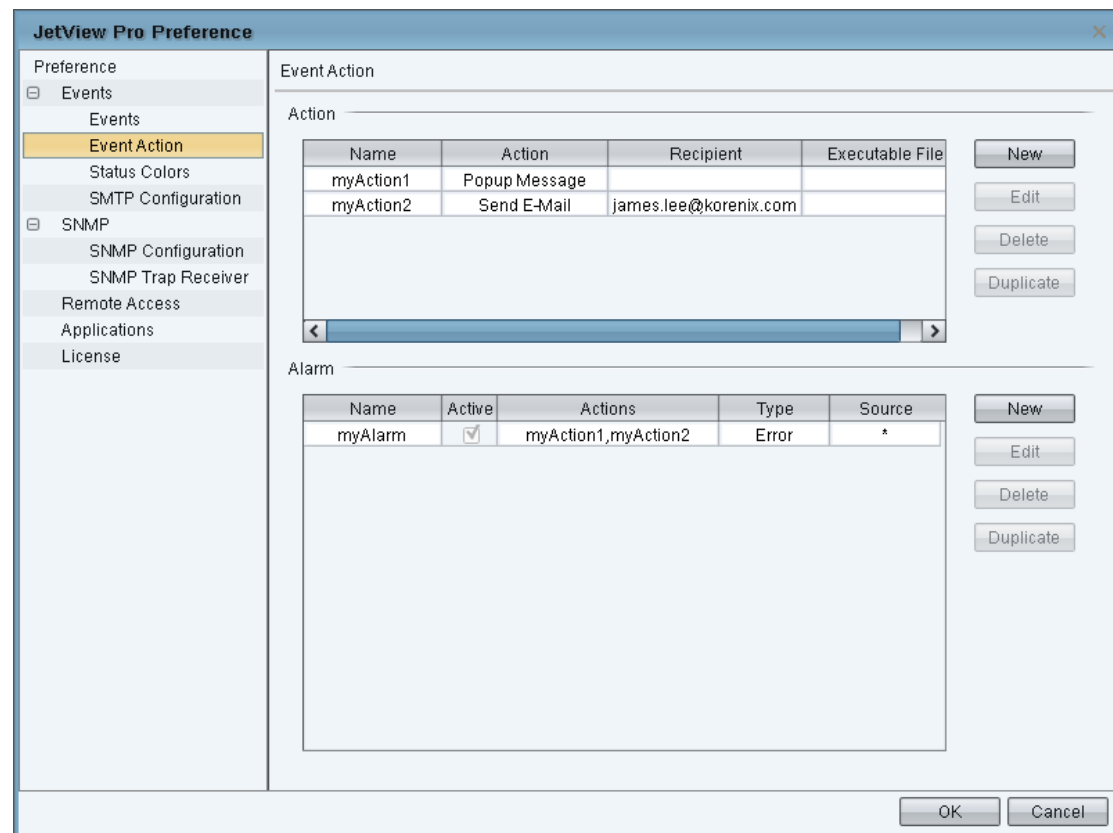 JetView Pro Preference
Preference
Events
Events
Event Action
Status Colors
SMTP Configuration
SNMP
SNMP Configuration
SNMP Trap Receiver
Remote Access
Applications
License
Event Action
Action
Name Action Recipient Executable File
myAction1 Popup Message
myAction2 Send E-Mail james.lee@korenix.com
New
Edit
Delete
Duplicate
Alarm
Name Active Actions Type Source
myAlarm myAction1,myAction2 Error *
New
Edit
Delete
Duplicate
OK Cancel